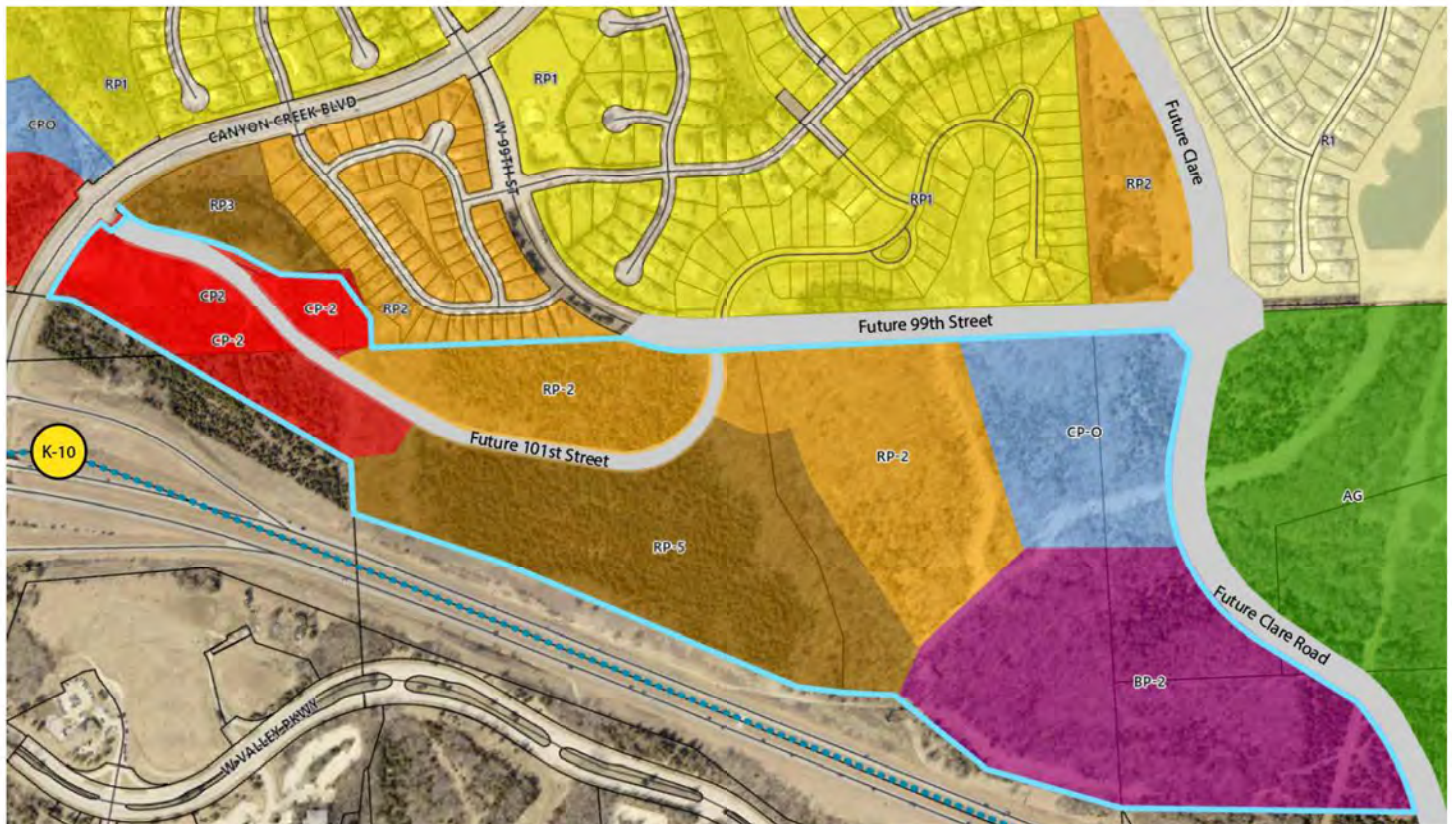 RP1
RP1
CPO
CANYON CREEK BLVD
W 99TH ST
Future Clare
R1
RP3
RP1
RP2
CP2
CP-2
RP2
CP-2
Future 99th Street
RP-2
CP-O
Future 101st Street
RP-2
K-10
AG
RP-5
Future Clare Road
BP-2
W VALLEY PKWY